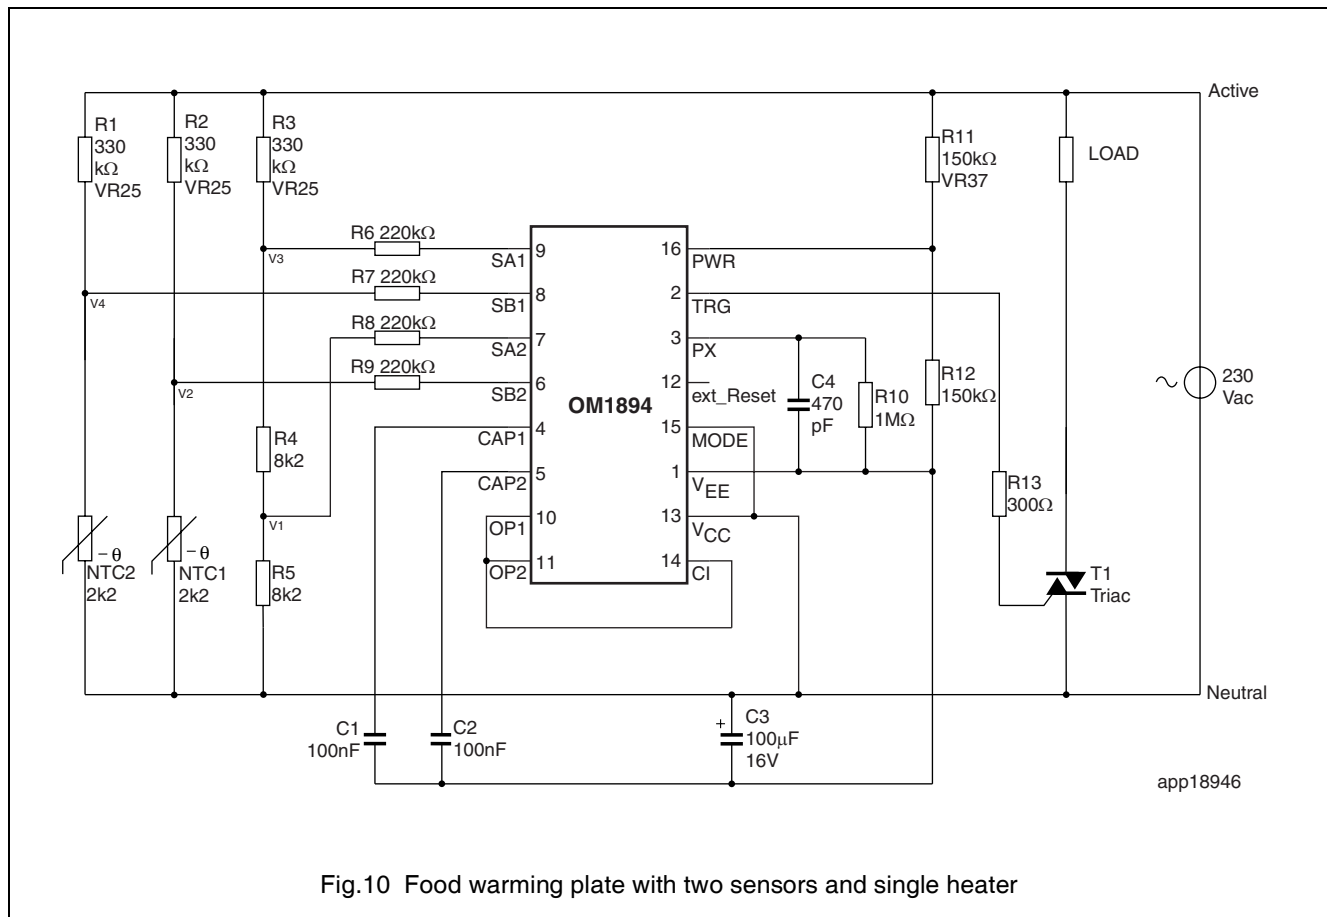 Active
R1
330
kΩ
VR25
R2
330
kΩ
VR25
R3
330
kΩ
VR25
R11
150kΩ
VR37
LOAD
R6 220kΩ
V3
SA1
9
16
PWR
R7 220kΩ
V4
SB1
8
2
TRG
R8 220kΩ
SA2
7
3
PX
R9 220kΩ
V2
SB2
6
12
ext_Reset
OM1894
C4
470
pF
R10
1MΩ
R12
150kΩ
230
Vac
CAP1
4
15
MODE
R4
8k2
CAP2
5
1
VEE
R13
300Ω
V1
OP1
10
13
VCC
OP2
11
14
CI
−θ
NTC2
2k2
−θ
NTC1
2k2
R5
8k2
T1
Triac
Neutral
C1
100nF
C2
100nF
+
C3
100μF
16V
app18946
Fig.10 Food warming plate with two sensors and single heater